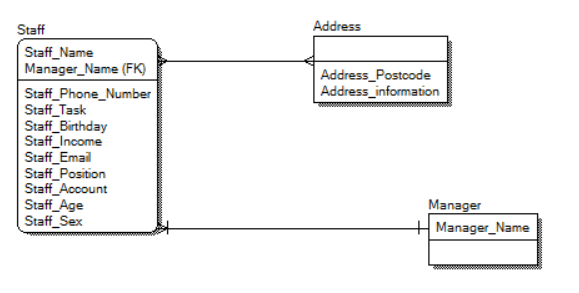 Staff
Staff_Name
Manager_Name (FK)
Staff_Phone_Number
Staff_Task
Staff_Birthday
Staff_Income
Staff_Email
Staff_Position
Staff_Account
Staff_Age
Staff_Sex
Address
Address_Postcode
Address_information
Manager
Manager_Name